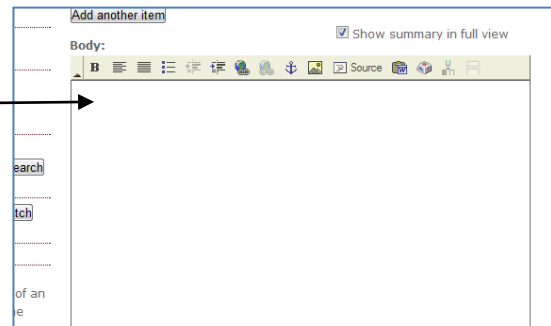 Add another item
Show summary in full view
Body:
B Source
earch
tch
of an